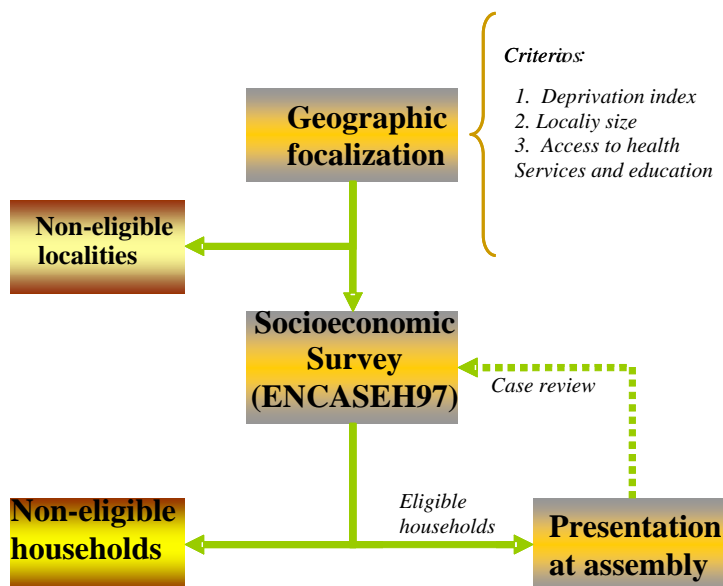 Criterios:
1. Deprivation index
2. Locality size
3. Access to health
Services and education
Geographic
focalization
Non-eligible
localities
Socioeconomic
Survey
(ENCASEH97)
Case review
Non-eligible
households
Eligible
households
Presentation
at assembly